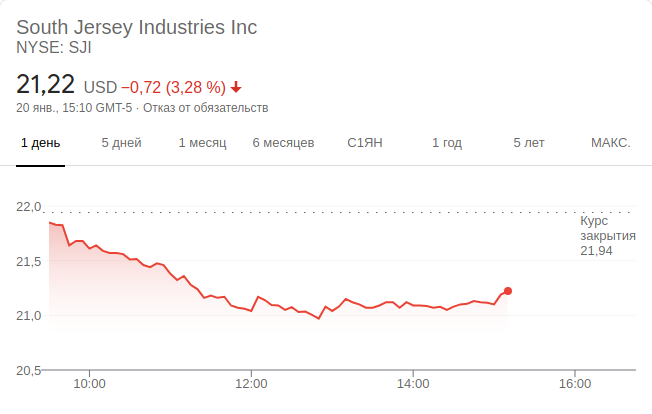 South Jersey Industries Inc
NYSE: SJI
21,22 USD −0,72 (3,28 %)
20 янв., 15:10 GMT-5 · Отказ от обязательств
1 день 5 дней 1 месяц 6 месяцев С1ЯН 1 год 5 лет МАКС.
22,0
Курс
закрытия
21,94
21,5
21,0
20,5
10:00 12:00 14:00 16:00